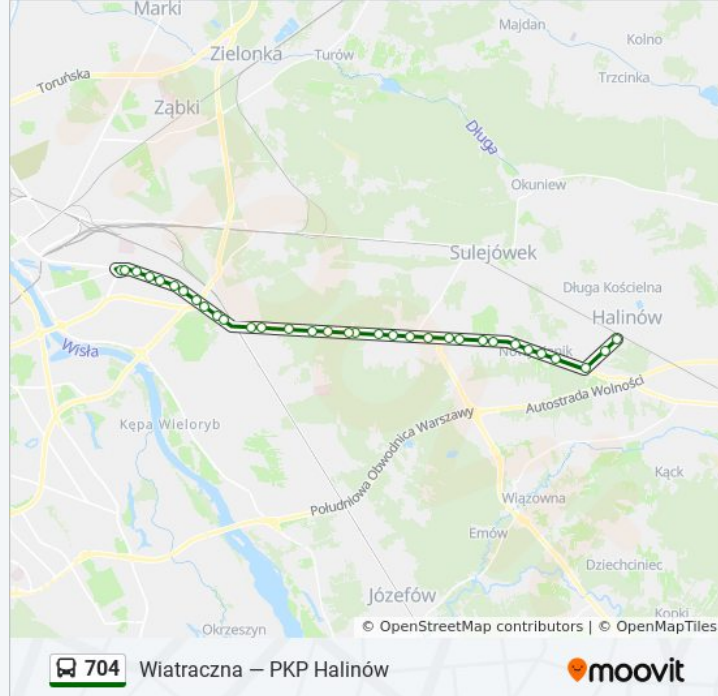 Marki
Majdan
Kolno
Zielonka
Turów
Trzcinka
Toruńska
Ząbki
Długa
Okuniew
Sulejówek
Długa Kościelna
Halinów
Wisła
Autostrada Wolności
Kępa Wieloryb
Południowa Obwodnica Warszawy
Kąck
Wiązowna
Emów
Dziechciniec
Józefów
Kopki
Okrzeszyn
© OpenStreetMap contributors | © OpenMapTiles
704 Wiatraczna — PKP Halinów
moovit